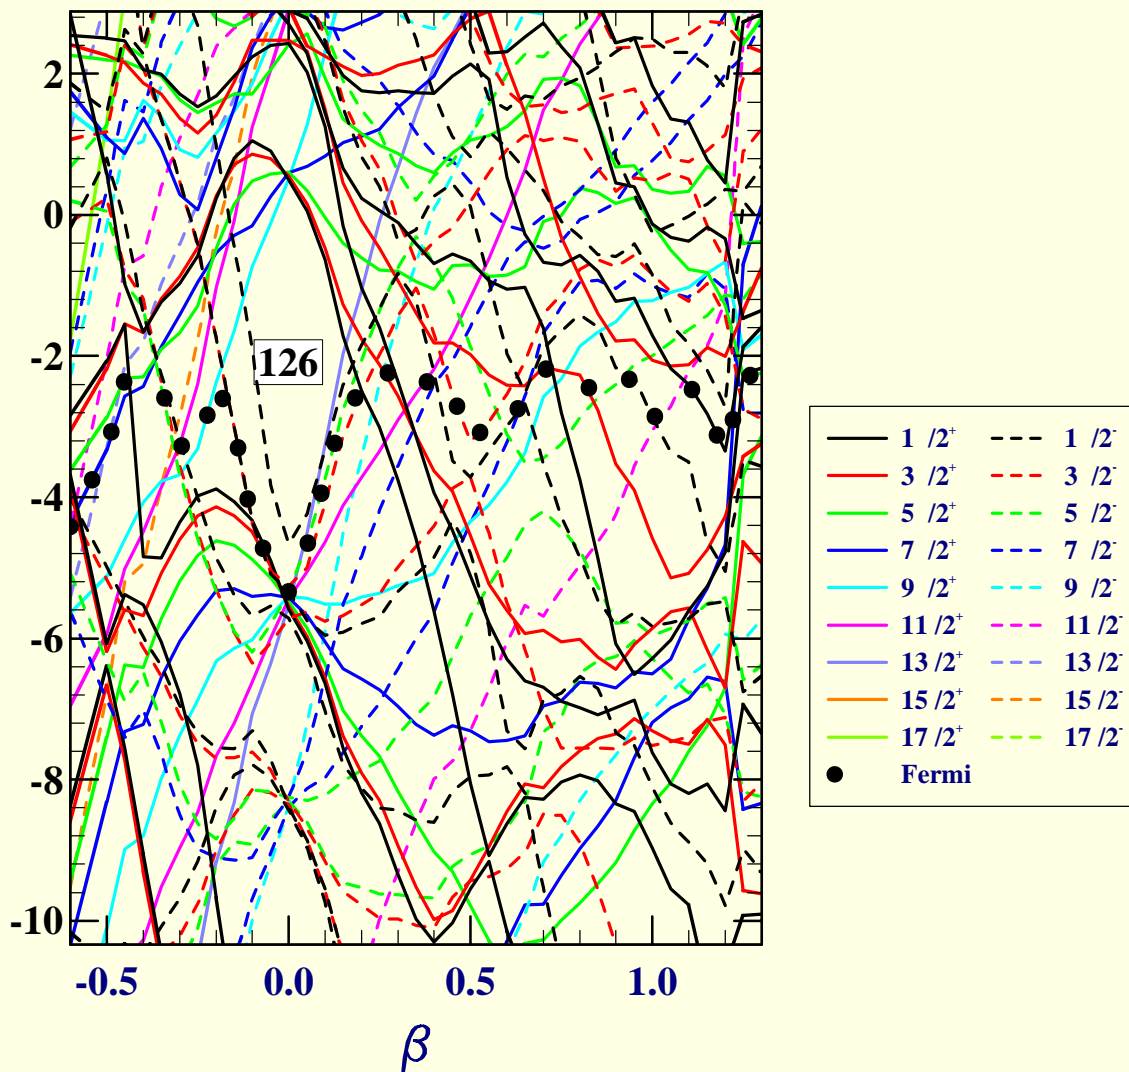 2
0
126
-2
-4
-6
-8
-10
-0.5 0.0 0.5 1.0
β
1 /2+ 1 /2-
3 /2+ 3 /2-
5 /2+ 5 /2-
7 /2+ 7 /2-
9 /2+ 9 /2-
11 /2+ 11 /2-
13 /2+ 13 /2-
15 /2+ 15 /2-
17 /2+ 17 /2-
Fermi